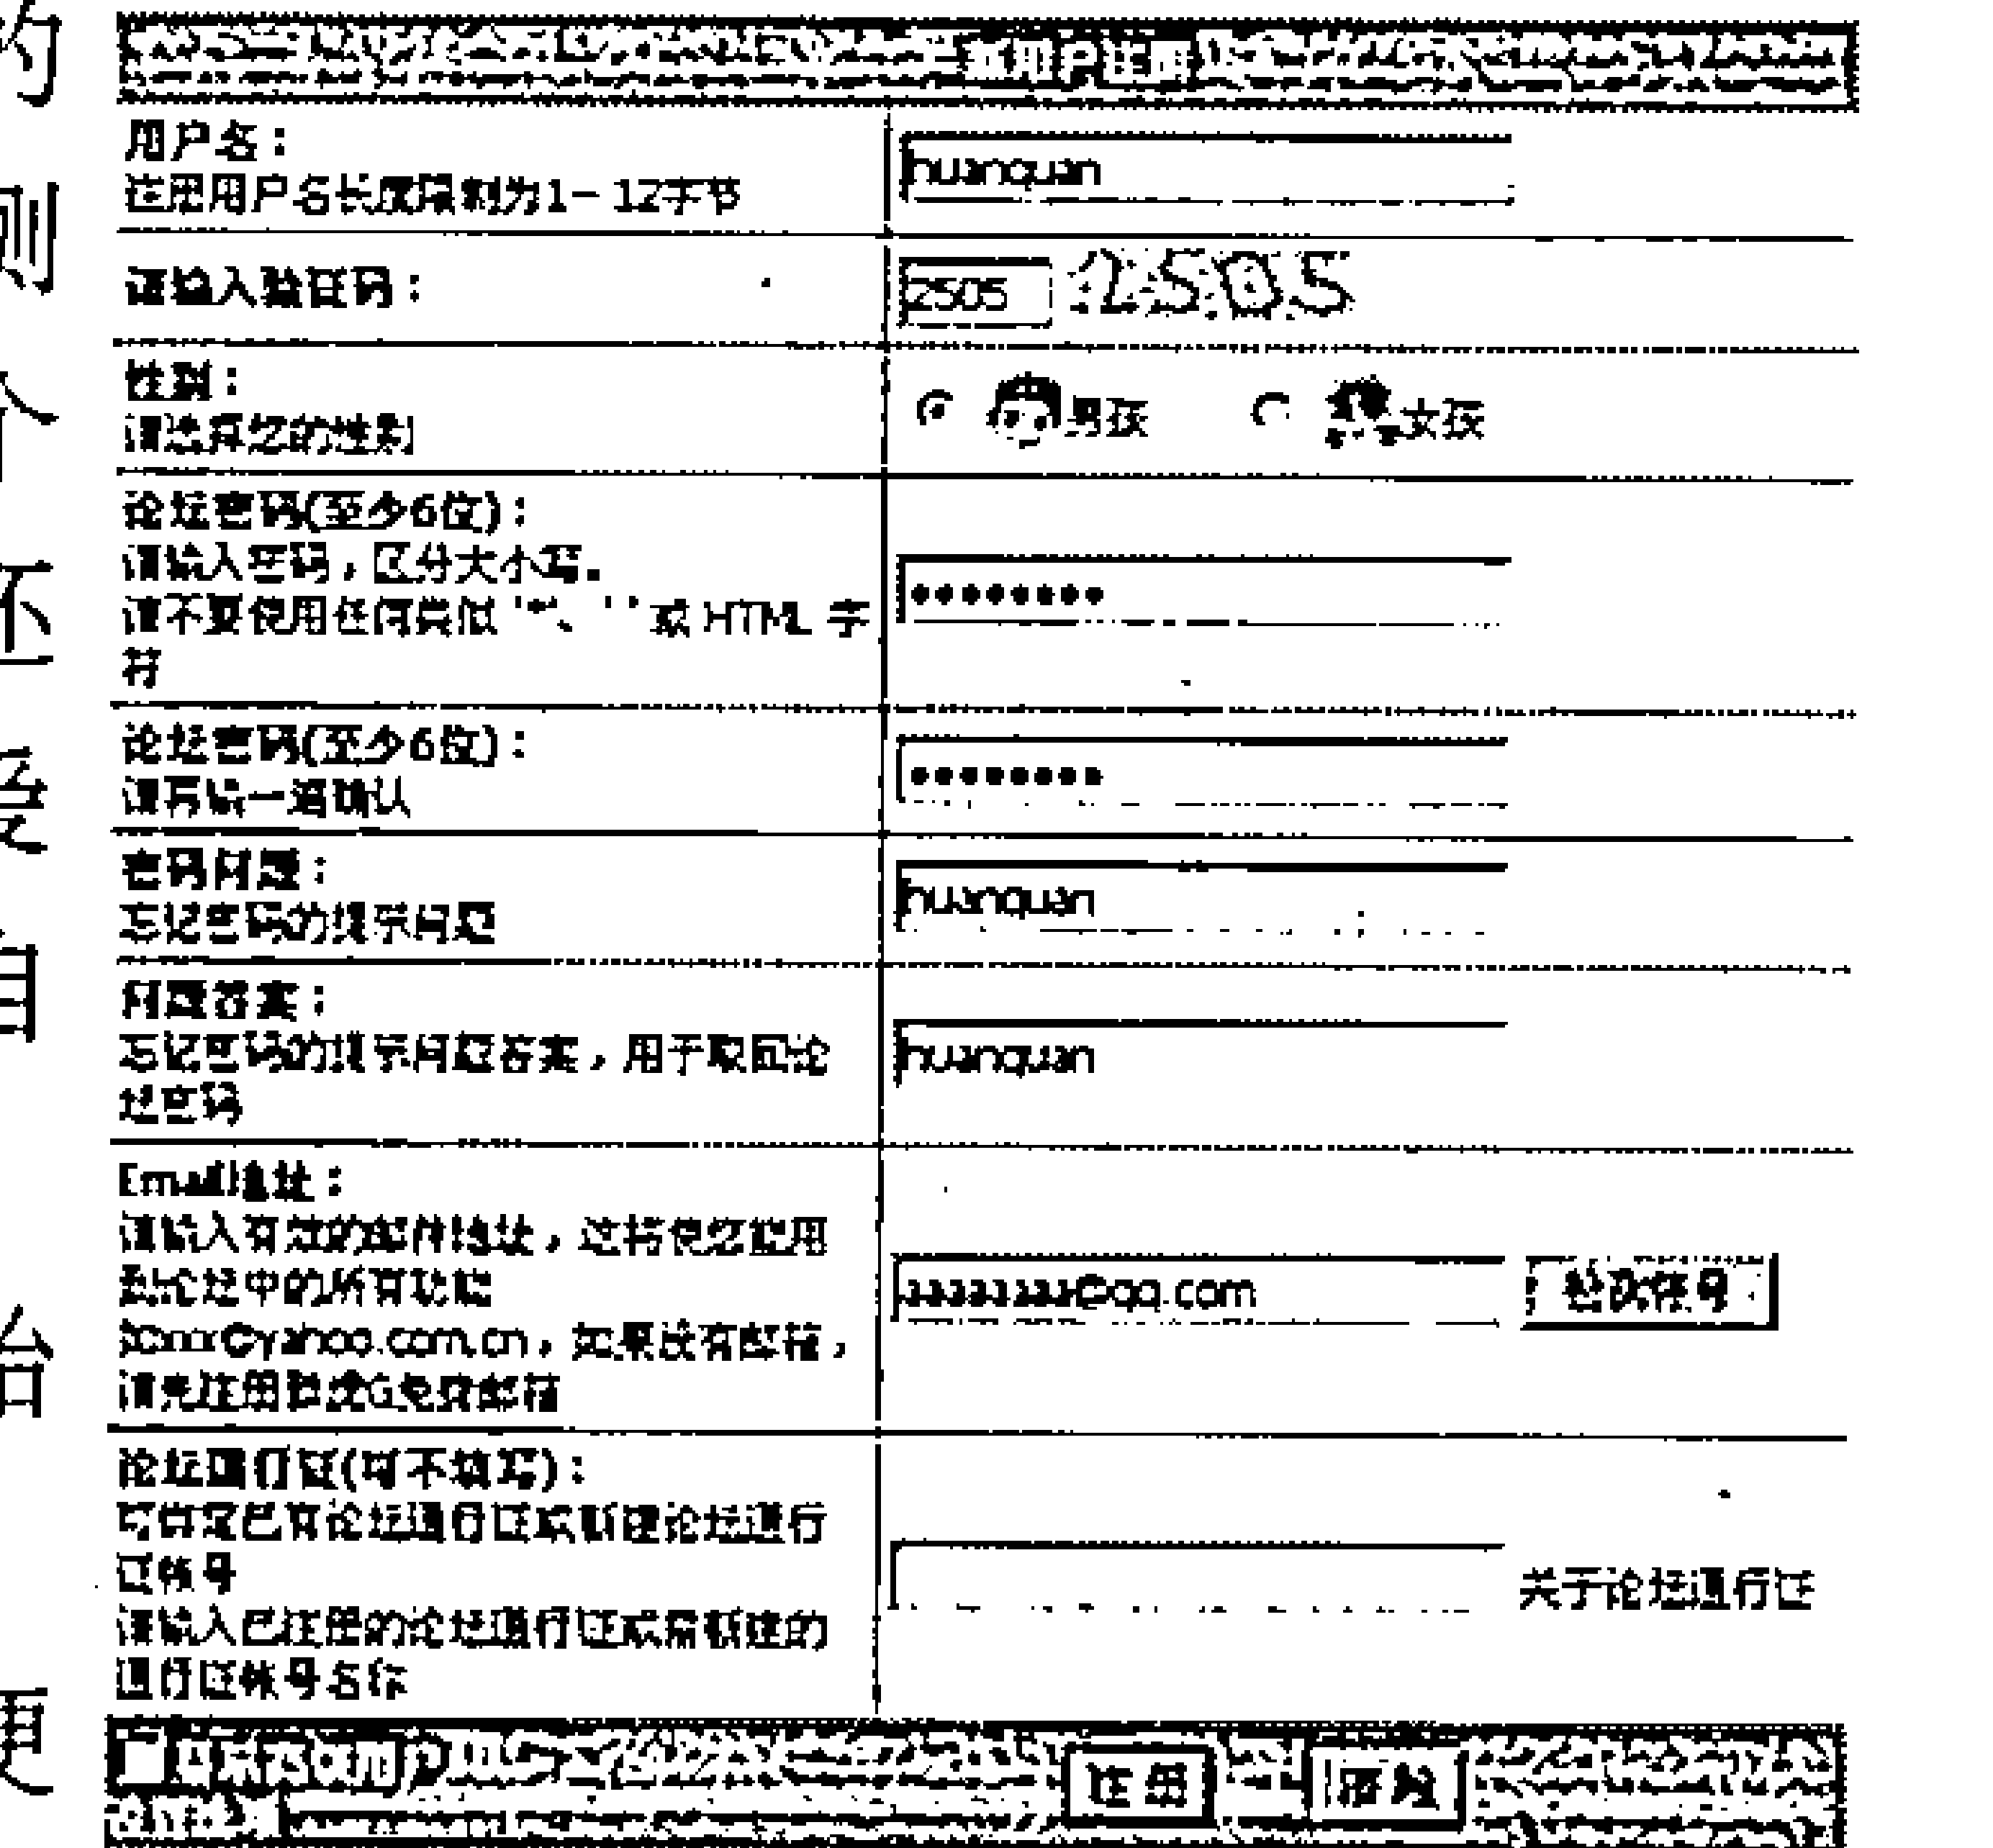 新用户注册
用户名：
注册用户名长度限制为1－12字节
huanquan
请输入验证码：
2505
2505
性别：
请选择您的性别
男孩
女孩
论坛密码(至少6位)：
请输入密码，区分大小写。
请不要使用任何类似 '*'、' ' 或 HTML 字
符
••••••••
论坛密码(至少6位)：
请再输一遍确认
••••••••
密码问题：
忘记密码的提示问题
huanquan
问题答案：
忘记密码的提示问题答案，用于取回论
坛密码
huanquan
Email地址：
请输入有效的邮件地址，这将使您能用
到论坛中的所有功能
xxxx@yahoo.com.cn，如果没有邮箱，
请先注册 免费邮箱
aaaaaaaa@qq.com
检测帐号
论坛通行证(可不填写)：
可填写已有论坛通行证或新建论坛通行
证帐号
请输入已注册的论坛通行证或需新建的
通行证帐号名称
关于论坛通行证
注 册